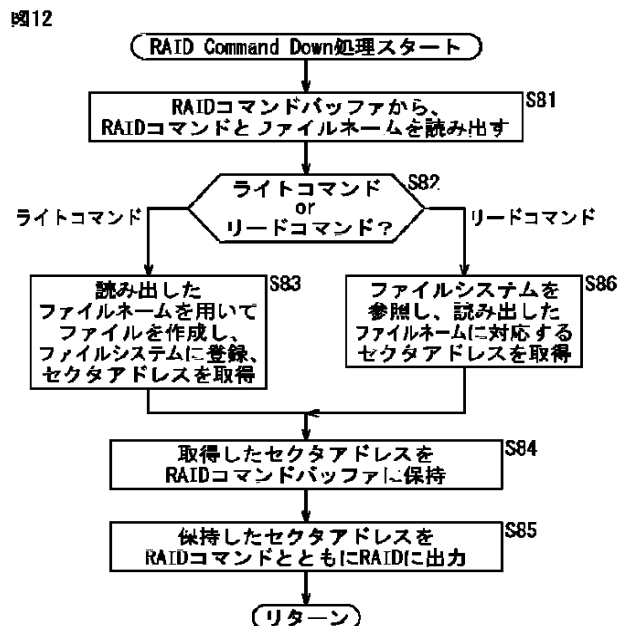 図12
RAID Command Down処理スタート
RAIDコマンドバッファから、
RAIDコマンドとファイルネームを読み出す
S81
ライトコマンド
or
リードコマンド？
S82
ライトコマンド
リードコマンド
読み出した
ファイルネームを用いて
ファイルを作成し、
ファイルシステムに登録、
セクタアドレスを取得
S83
ファイルシステムを
参照し、読み出した
ファイルネームに対応する
セクタアドレスを取得
S86
取得したセクタアドレスを
RAIDコマンドバッファに保持
S84
保持したセクタアドレスを
RAIDコマンドとともにRAIDに出力
S85
リターン